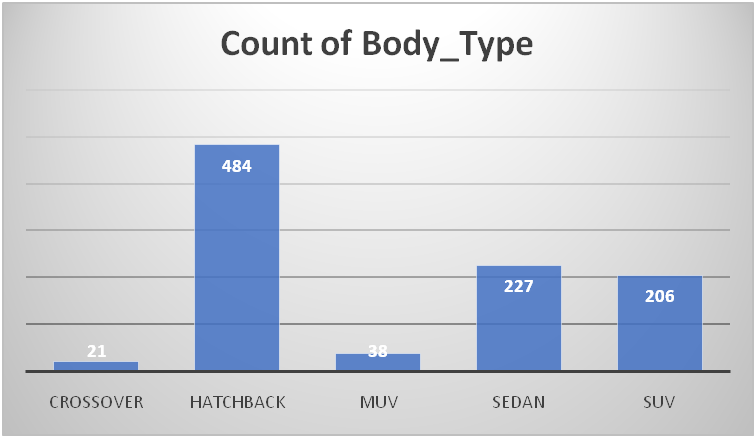 Count of Body_Type
484
227
206
21
38
CROSSOVER HATCHBACK MUV SEDAN SUV